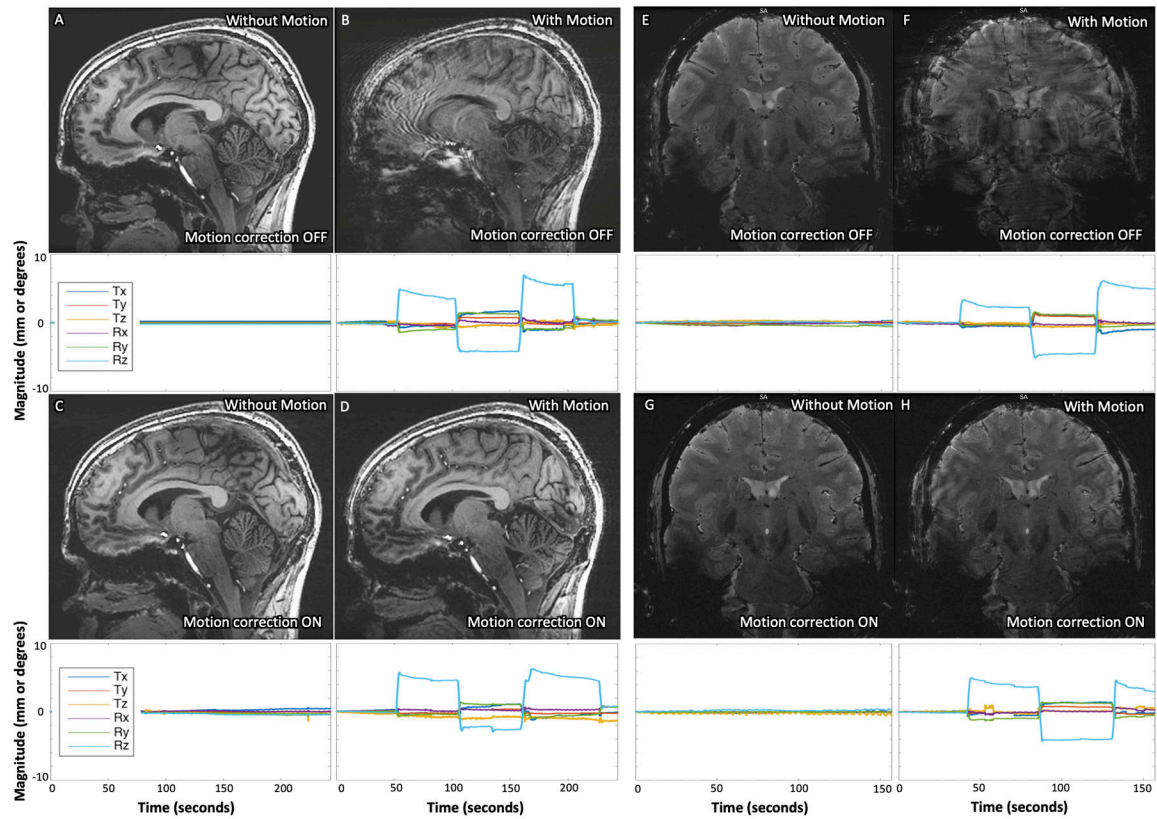 A
Without Motion
B
With Motion
E
SA
Without Motion
F
SA
With Motion
Motion correction OFF
Motion correction OFF
Motion correction OFF
Motion correction OFF
Magnitude (mm or degrees)
10
0
-10
Tx
Ty
Tz
Rx
Ry
Rz
C
Without Motion
D
With Motion
G
SA
Without Motion
H
SA
With Motion
Motion correction ON
Motion correction ON
Motion correction ON
Motion correction ON
Magnitude (mm or degrees)
10
0
-10
Tx
Ty
Tz
Rx
Ry
Rz
0 50 100 150 200
0 50 100 150 200
0 50 100 150
0 50 100 150
Time (seconds)
Time (seconds)
Time (seconds)
Time (seconds)